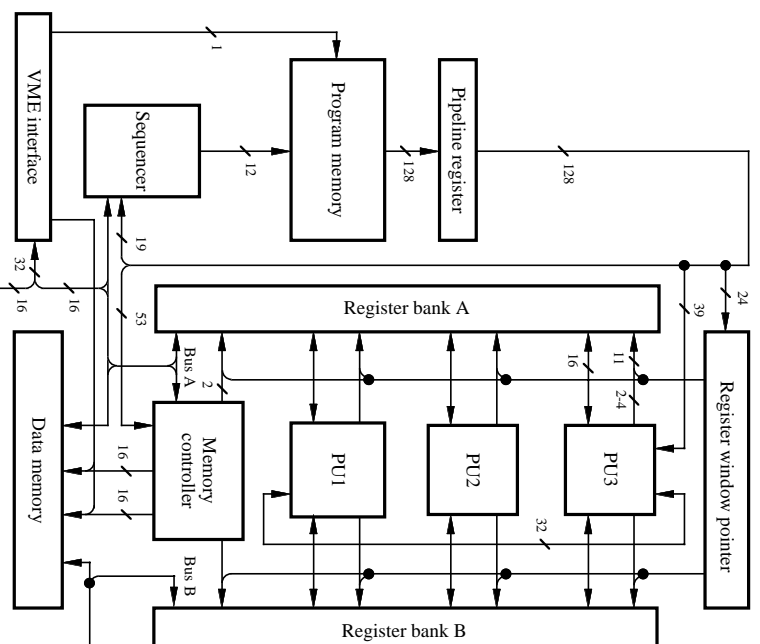 1
VME interface
Sequencer
12
Program memory
128
Pipeline register
128
19
32
16
16
53
39
24
Register bank A
Bus A
2
16
11
2-4
Register window pointer
Data memory
16
16
Memory
controller
PU1
PU2
PU3
32
Bus B
Register bank B